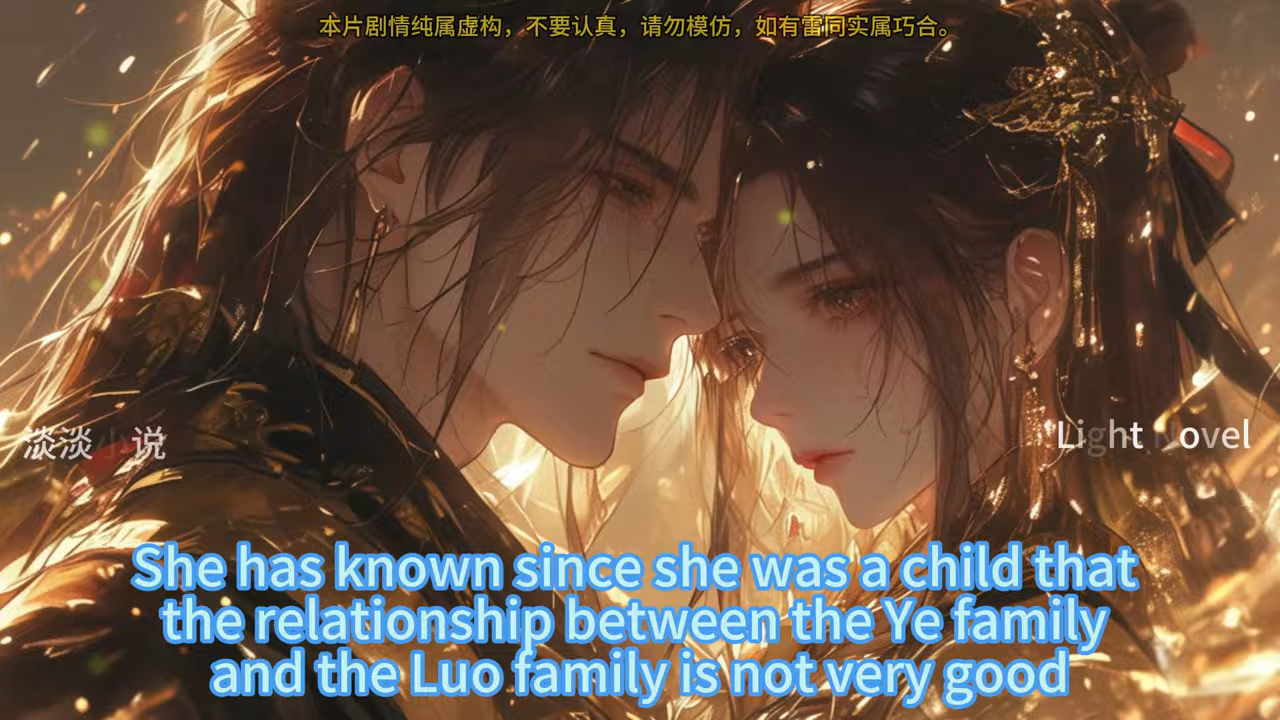 本片剧情纯属虚构，不要认真，请勿模仿，如有雷同实属巧合。
淡淡小说
Light Novel
She has known since she was a child that
the relationship between the Ye family
and the Luo family is not very good